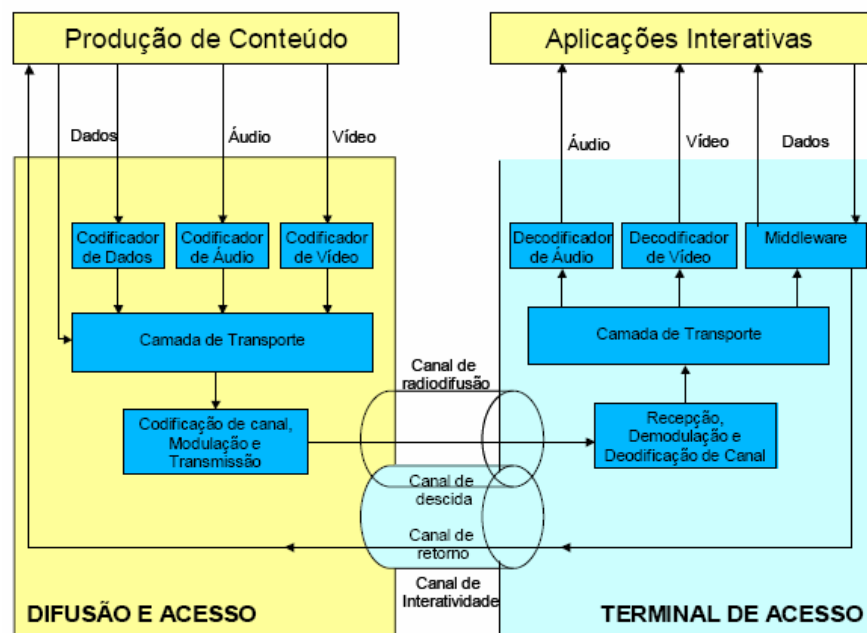 Produção de Conteúdo
Aplicações Interativas
Dados
Áudio
Vídeo
Áudio
Vídeo
Dados
Codificador
de Dados
Codificador
de Áudio
Codificador
de Vídeo
Decodificador
de Áudio
Decodificador
de Vídeo
Middleware
Camada de Transporte
Camada de Transporte
Canal de
radiodifusão
Codificação de canal,
Modulação e
Transmissão
Recepção,
Demodulação e
Deodificação de Canal
Canal de
descida
Canal de
retorno
Canal de
Interatividade
DIFUSÃO E ACESSO
TERMINAL DE ACESSO